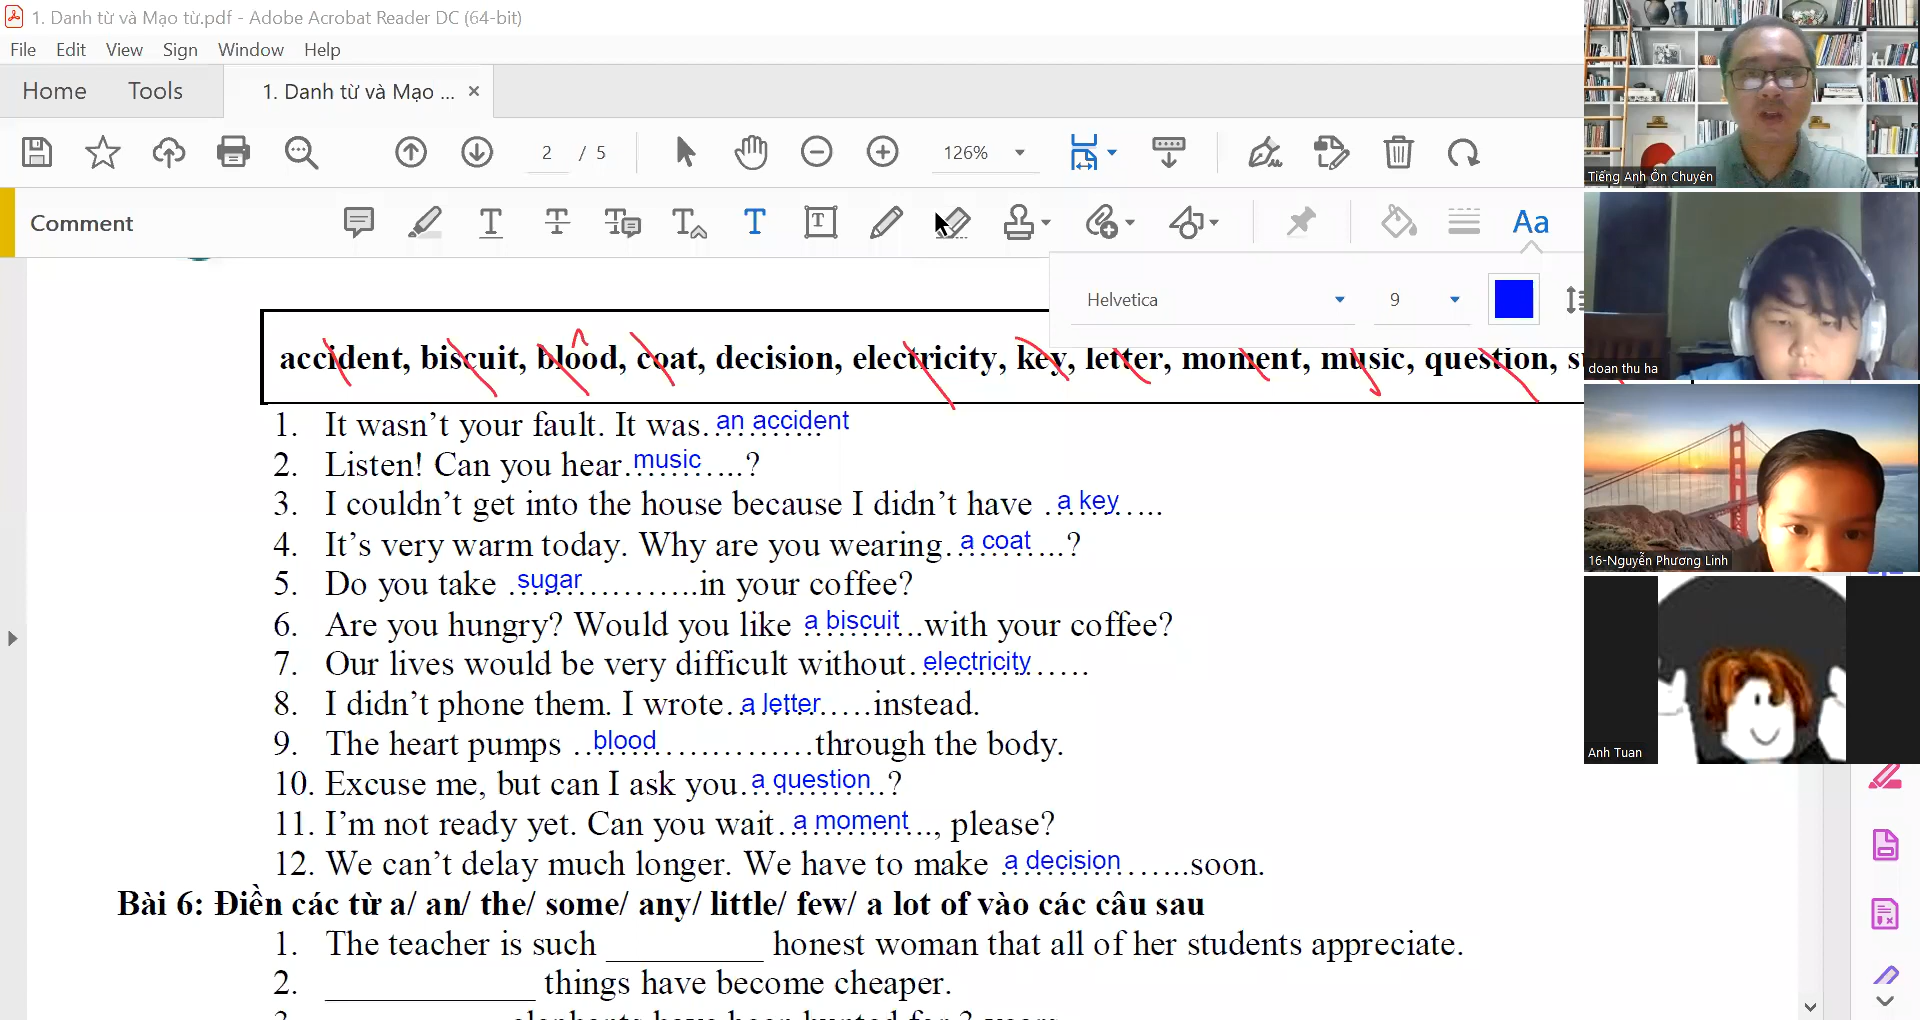 1. Danh từ và Mạo từ.pdf - Adobe Acrobat Reader DC (64-bit)
File Edit View Sign Window Help
Home Tools 1. Danh từ và Mạo ... ×
2 / 5 126%
Comment
Aa
Helvetica 9
accident, biscuit, blood, coat, decision, electricity, key, letter, moment, music, question,
1. It wasn’t your fault. It was………… an accident
2. Listen! Can you hear.music………..?
3. I couldn’t get into the house because I didn’t have a key………..
4. It’s very warm today. Why are you wearing. a coat………..?
5. Do you take sugar……………..in your coffee?
6. Are you hungry? Would you like a biscuit………..with your coffee?
7. Our lives would be very difficult without.electricity……
8. I didn’t phone them. I wrote. a letter…………instead.
9. The heart pumps blood…………………through the body.
10. Excuse me, but can I ask you. a question………….?
11. I’m not ready yet. Can you wait. a moment…………., please?
12. We can’t delay much longer. We have to make a decision……………..soon.
Bài 6: Điền các từ a/ an/ the/ some/ any/ little/ few/ a lot of vào các câu sau
1. The teacher is such _________ honest woman that all of her students appreciate.
2. ____________ things have become cheaper.
Tiếng Anh Ôn Chuyên
doan thu ha
16-Nguyễn Phương Linh
Anh Tuan